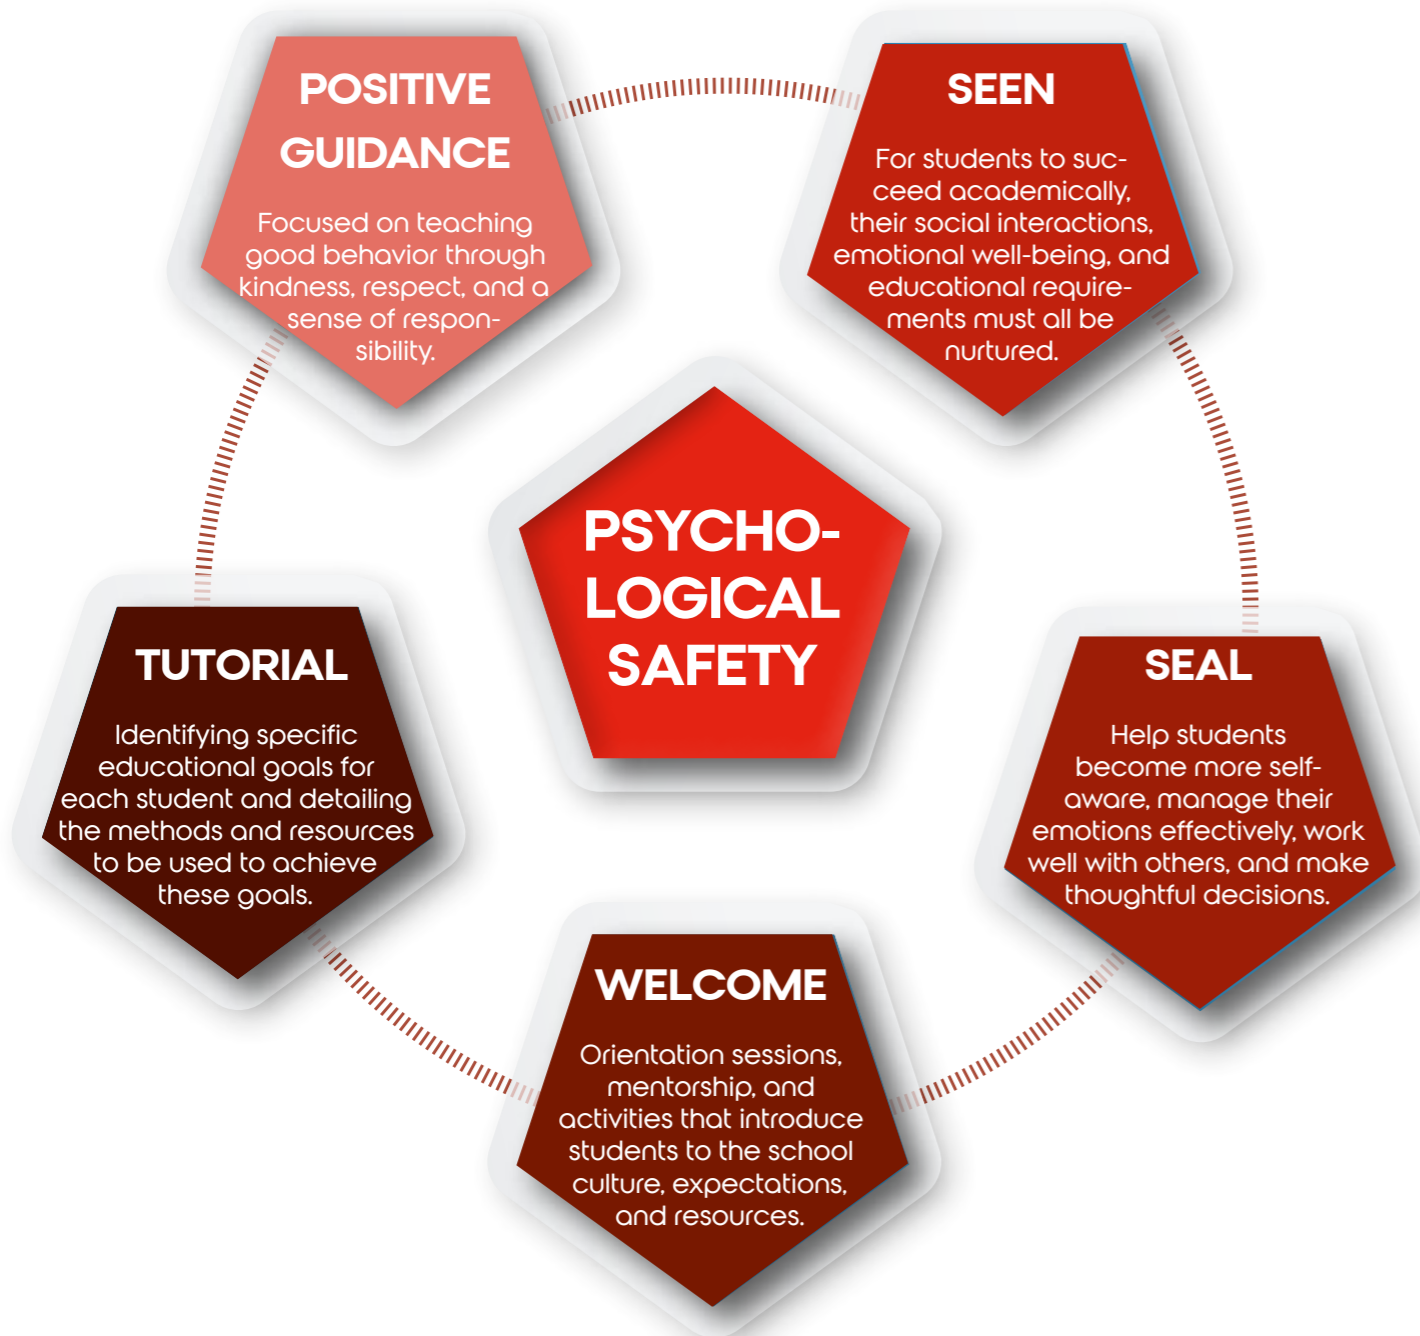 POSITIVE
GUIDANCE
Focused on teaching
good behavior through
kindness, respect, and a
sense of respon-
sibility.
SEEN
For students to suc-
ceed academically,
their social interactions,
emotional well-being, and
educational require-
ments must all be
nurtured.
PSYCHO-
LOGICAL
SAFETY
TUTORIAL
Identifying specific
educational goals for
each student and detailing
the methods and resources
to be used to achieve
these goals.
SEAL
Help students
become more self-
aware, manage their
emotions effectively, work
well with others, and make
thoughtful decisions.
WELCOME
Orientation sessions,
mentorship, and
activities that introduce
students to the school
culture, expectations,
and resources.